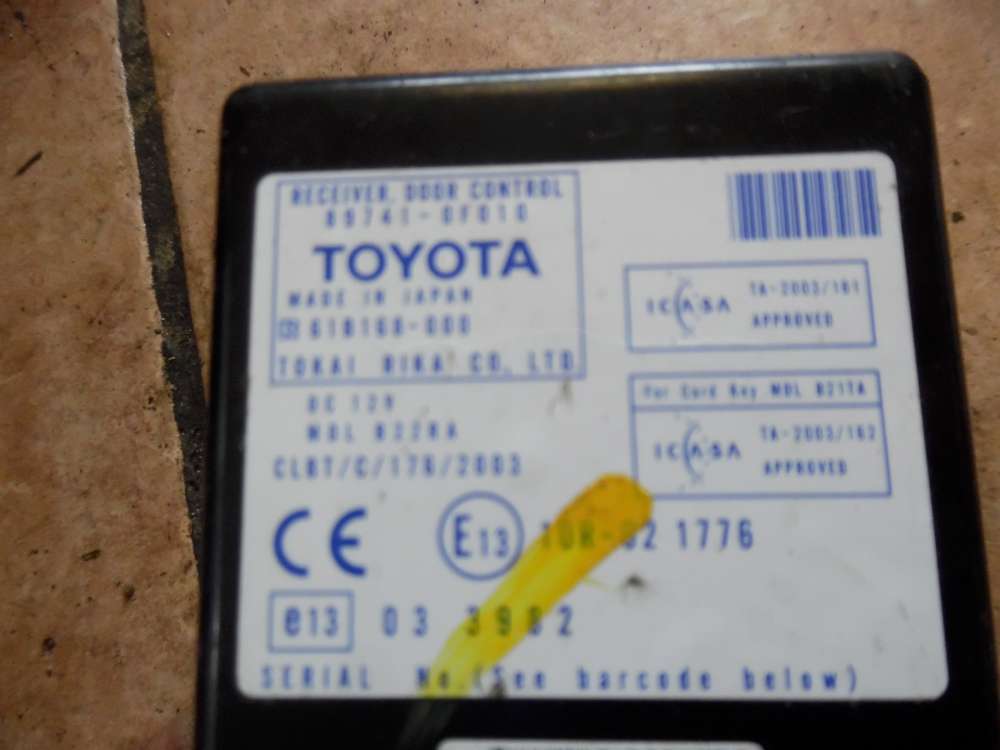 RECEIVER, DOOR CONTROL
89741-0F010
TOYOTA
MADE IN JAPAN
61B168-000
TOKAI RIKA CO, LTD
DC 12V
MDL B22RA
CLBT/C/176/2003
CE
E13 10R-02 1776
e13 03 3982
SERIAL No.(See barcode below)
ICASA TA-2003/161
APPROVED
For Card Key MDL B21TA
ICASA TA-2003/162
APPROVED